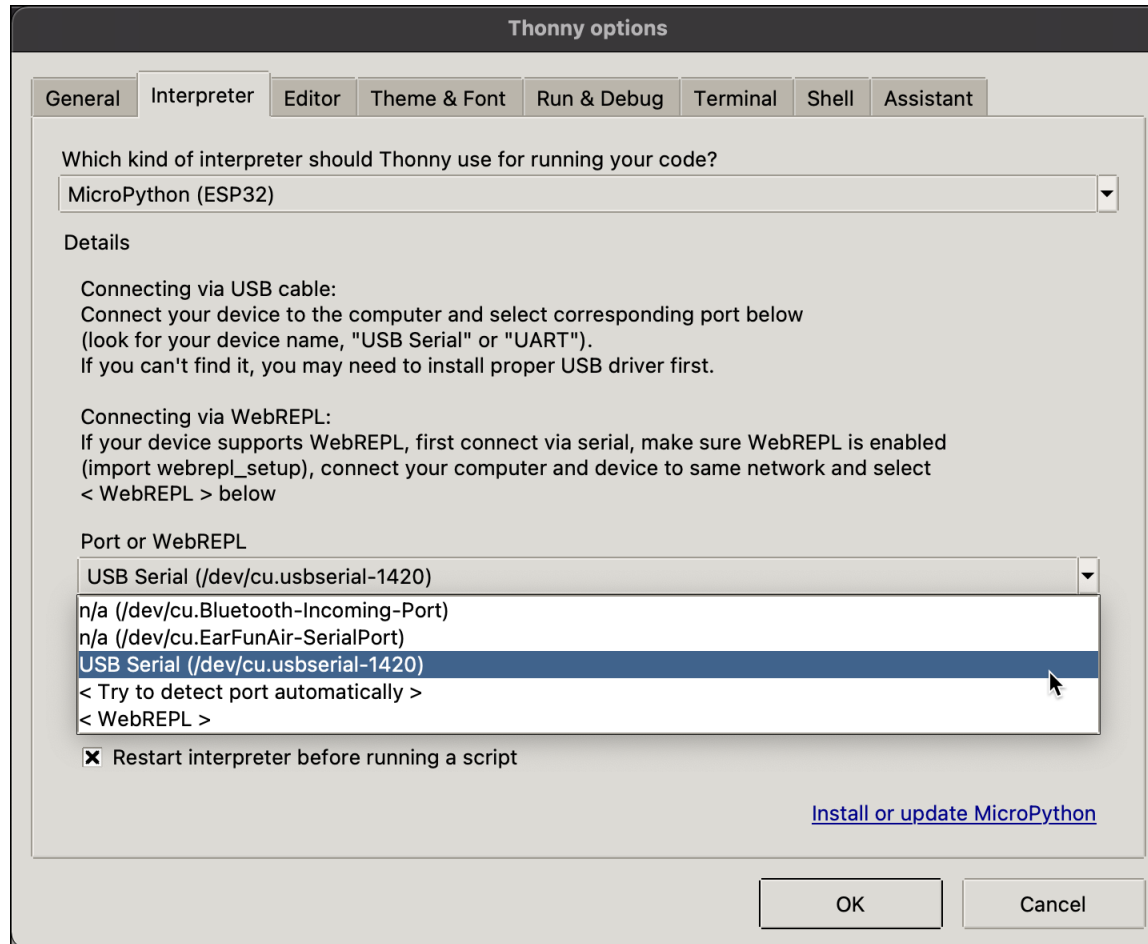 Thonny options
General Interpreter Editor Theme & Font Run & Debug Terminal Shell Assistant
Which kind of interpreter should Thonny use for running your code?
MicroPython (ESP32)
Details
Connecting via USB cable:
Connect your device to the computer and select corresponding port below
(look for your device name, "USB Serial" or "UART").
If you can't find it, you may need to install proper USB driver first.
Connecting via WebREPL:
If your device supports WebREPL, first connect via serial, make sure WebREPL is enabled
(import webrepl_setup), connect your computer and device to same network and select
< WebREPL > below
Port or WebREPL
USB Serial (/dev/cu.usbserial-1420)
n/a (/dev/cu.Bluetooth-Incoming-Port)
n/a (/dev/cu.EarFunAir-SerialPort)
USB Serial (/dev/cu.usbserial-1420)
< Try to detect port automatically >
< WebREPL >
Restart interpreter before running a script
Install or update MicroPython
OK Cancel